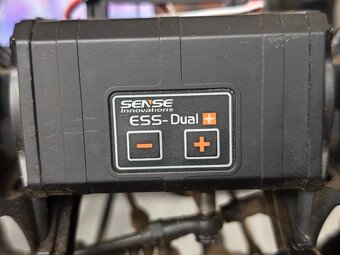 SENSE
Innovations
ESS-Dual +
- +